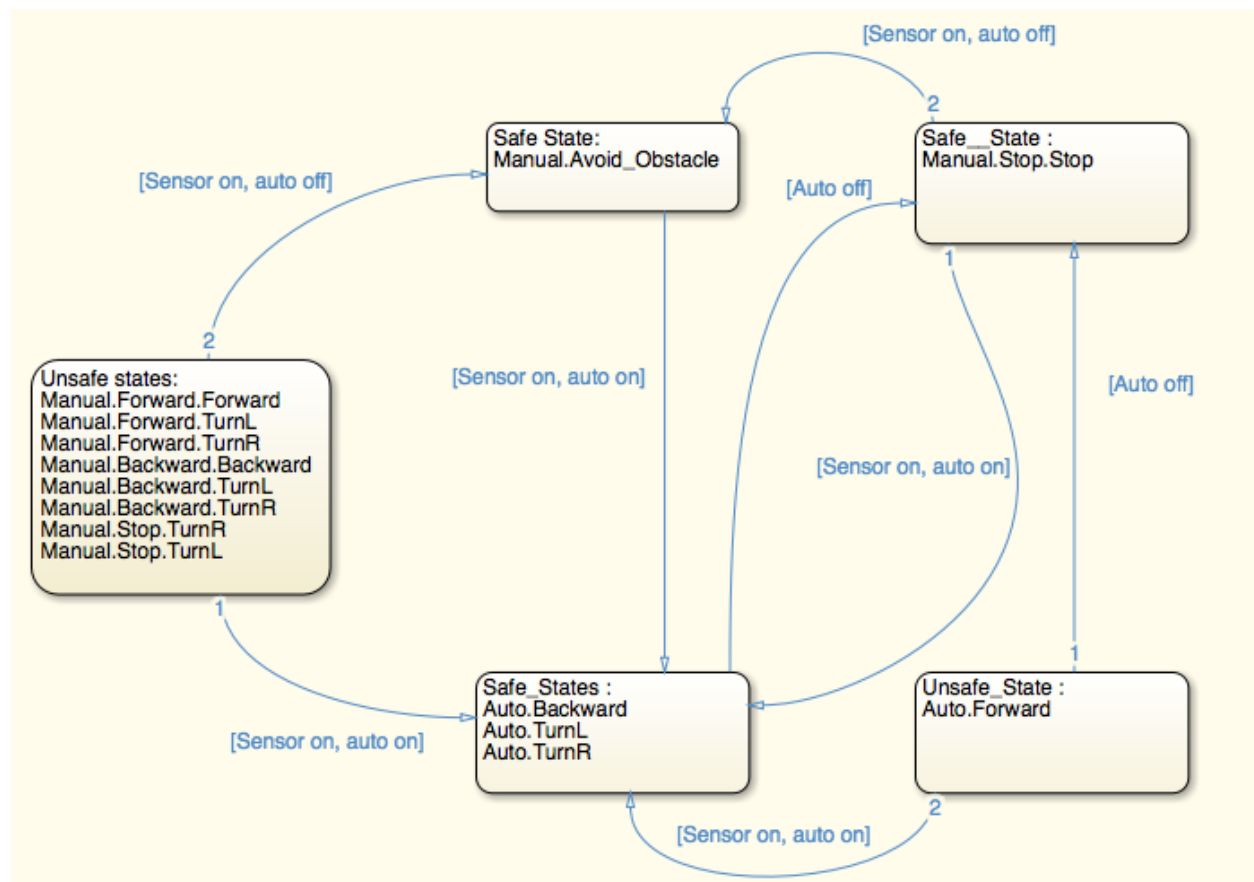 [Sensor on, auto off]
2
Safe State:
Manual.Avoid_Obstacle
Safe__State :
Manual.Stop.Stop
[Sensor on, auto off]
[Auto off]
1
2
[Sensor on, auto on]
[Auto off]
Unsafe states:
Manual.Forward.Forward
Manual.Forward.TurnL
Manual.Forward.TurnR
Manual.Backward.Backward
Manual.Backward.TurnL
Manual.Backward.TurnR
Manual.Stop.TurnR
Manual.Stop.TurnL
[Sensor on, auto on]
1
1
Safe_States :
Auto.Backward
Auto.TurnL
Auto.TurnR
Unsafe_State :
Auto.Forward
[Sensor on, auto on]
2
[Sensor on, auto on]